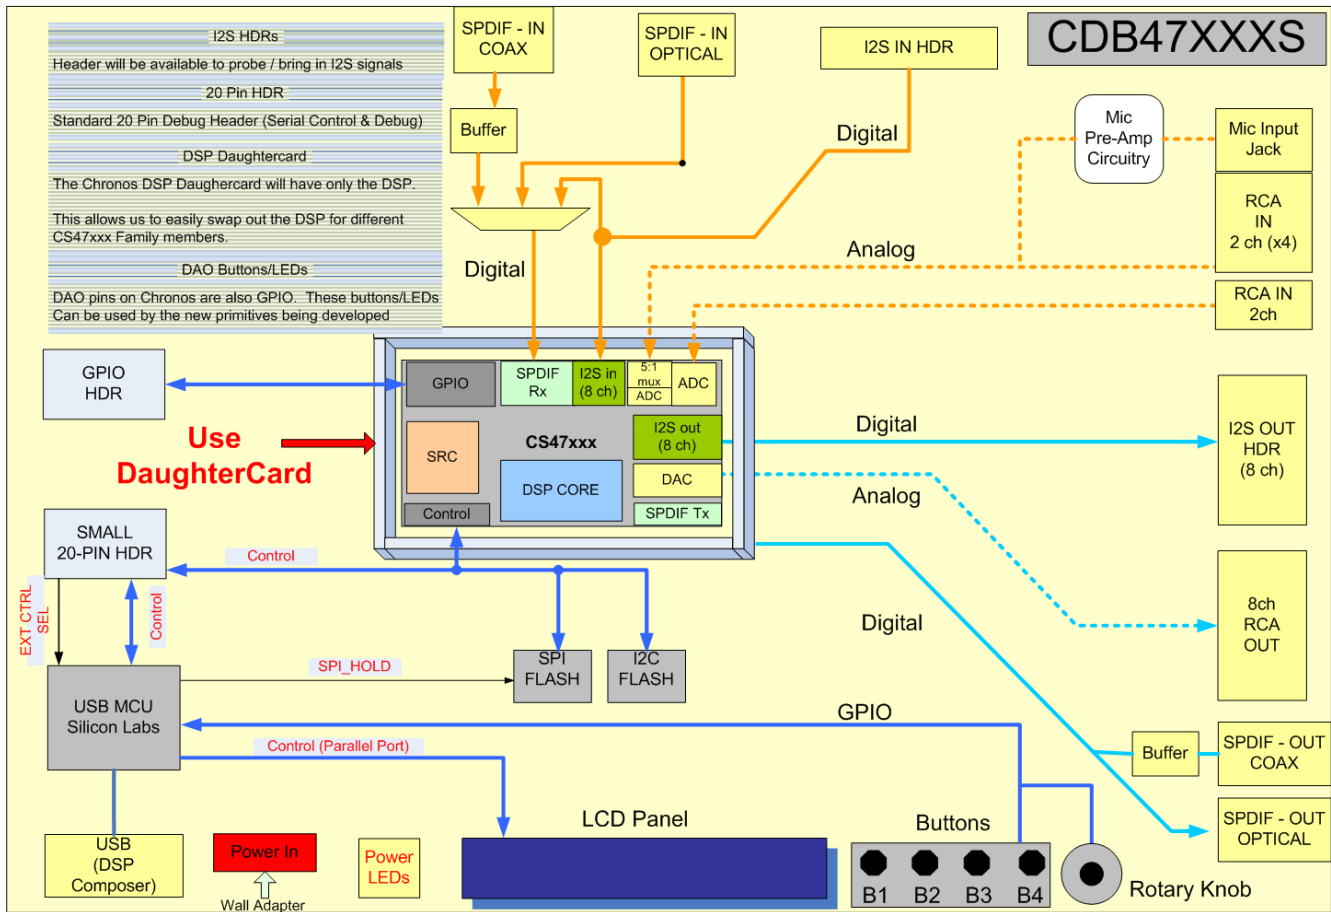 CDB47XXXS
I2S HDRs
Header will be available to probe / bring in I2S signals
20 Pin HDR
Standard 20 Pin Debug Header (Serial Control & Debug)
DSP Daughtercard
The Chronos DSP Daughercard will have only the DSP.
This allows us to easily swap out the DSP for different
CS47xxx Family members.
DAO Buttons/LEDs
DAO pins on Chronos are also GPIO.  These buttons/LEDs
Can be used by the new primitives being developed
SPDIF - IN
COAX
SPDIF - IN
OPTICAL
I2S IN HDR
Buffer
Digital
Mic
Pre-Amp
Circuitry
Mic Input
Jack
RCA
IN
2 ch (x4)
Analog
Digital
RCA IN
2ch
GPIO
HDR
GPIO
SPDIF
Rx
I2S in
(8 ch)
5:1
mux
ADC
ADC
Use
DaughterCard
SRC
CS47xxx
I2S out
(8 ch)
DSP CORE
DAC
Control
SPDIF Tx
Digital
Analog
I2S OUT
HDR
(8 ch)
SMALL
20-PIN HDR
Control
EXT CTRL
SEL
Control
Digital
8ch
RCA
OUT
SPI_HOLD
SPI
FLASH
I2C
FLASH
USB MCU
Silicon Labs
GPIO
Control (Parallel Port)
Buffer
SPDIF - OUT
COAX
SPDIF - OUT
OPTICAL
LCD Panel
Buttons
USB
(DSP
Composer)
Power In
Wall Adapter
Power
LEDs
B1
B2
B3
B4
Rotary Knob